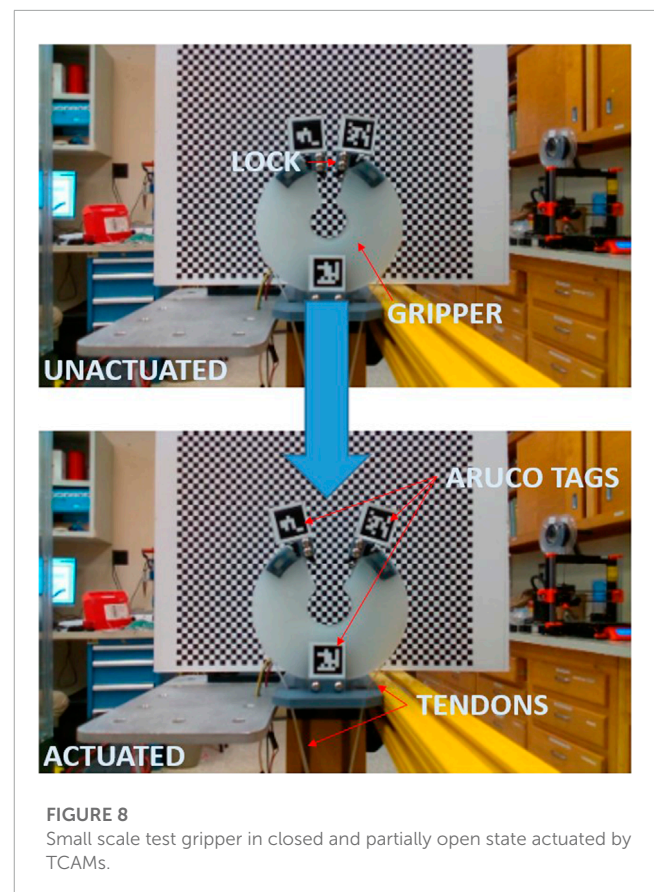 LOCK
GRIPPER
UNACTUATED
ARUCO TAGS
TENDONS
ACTUATED
FIGURE 8
Small scale test gripper in closed and partially open state actuated by
TCAMs.